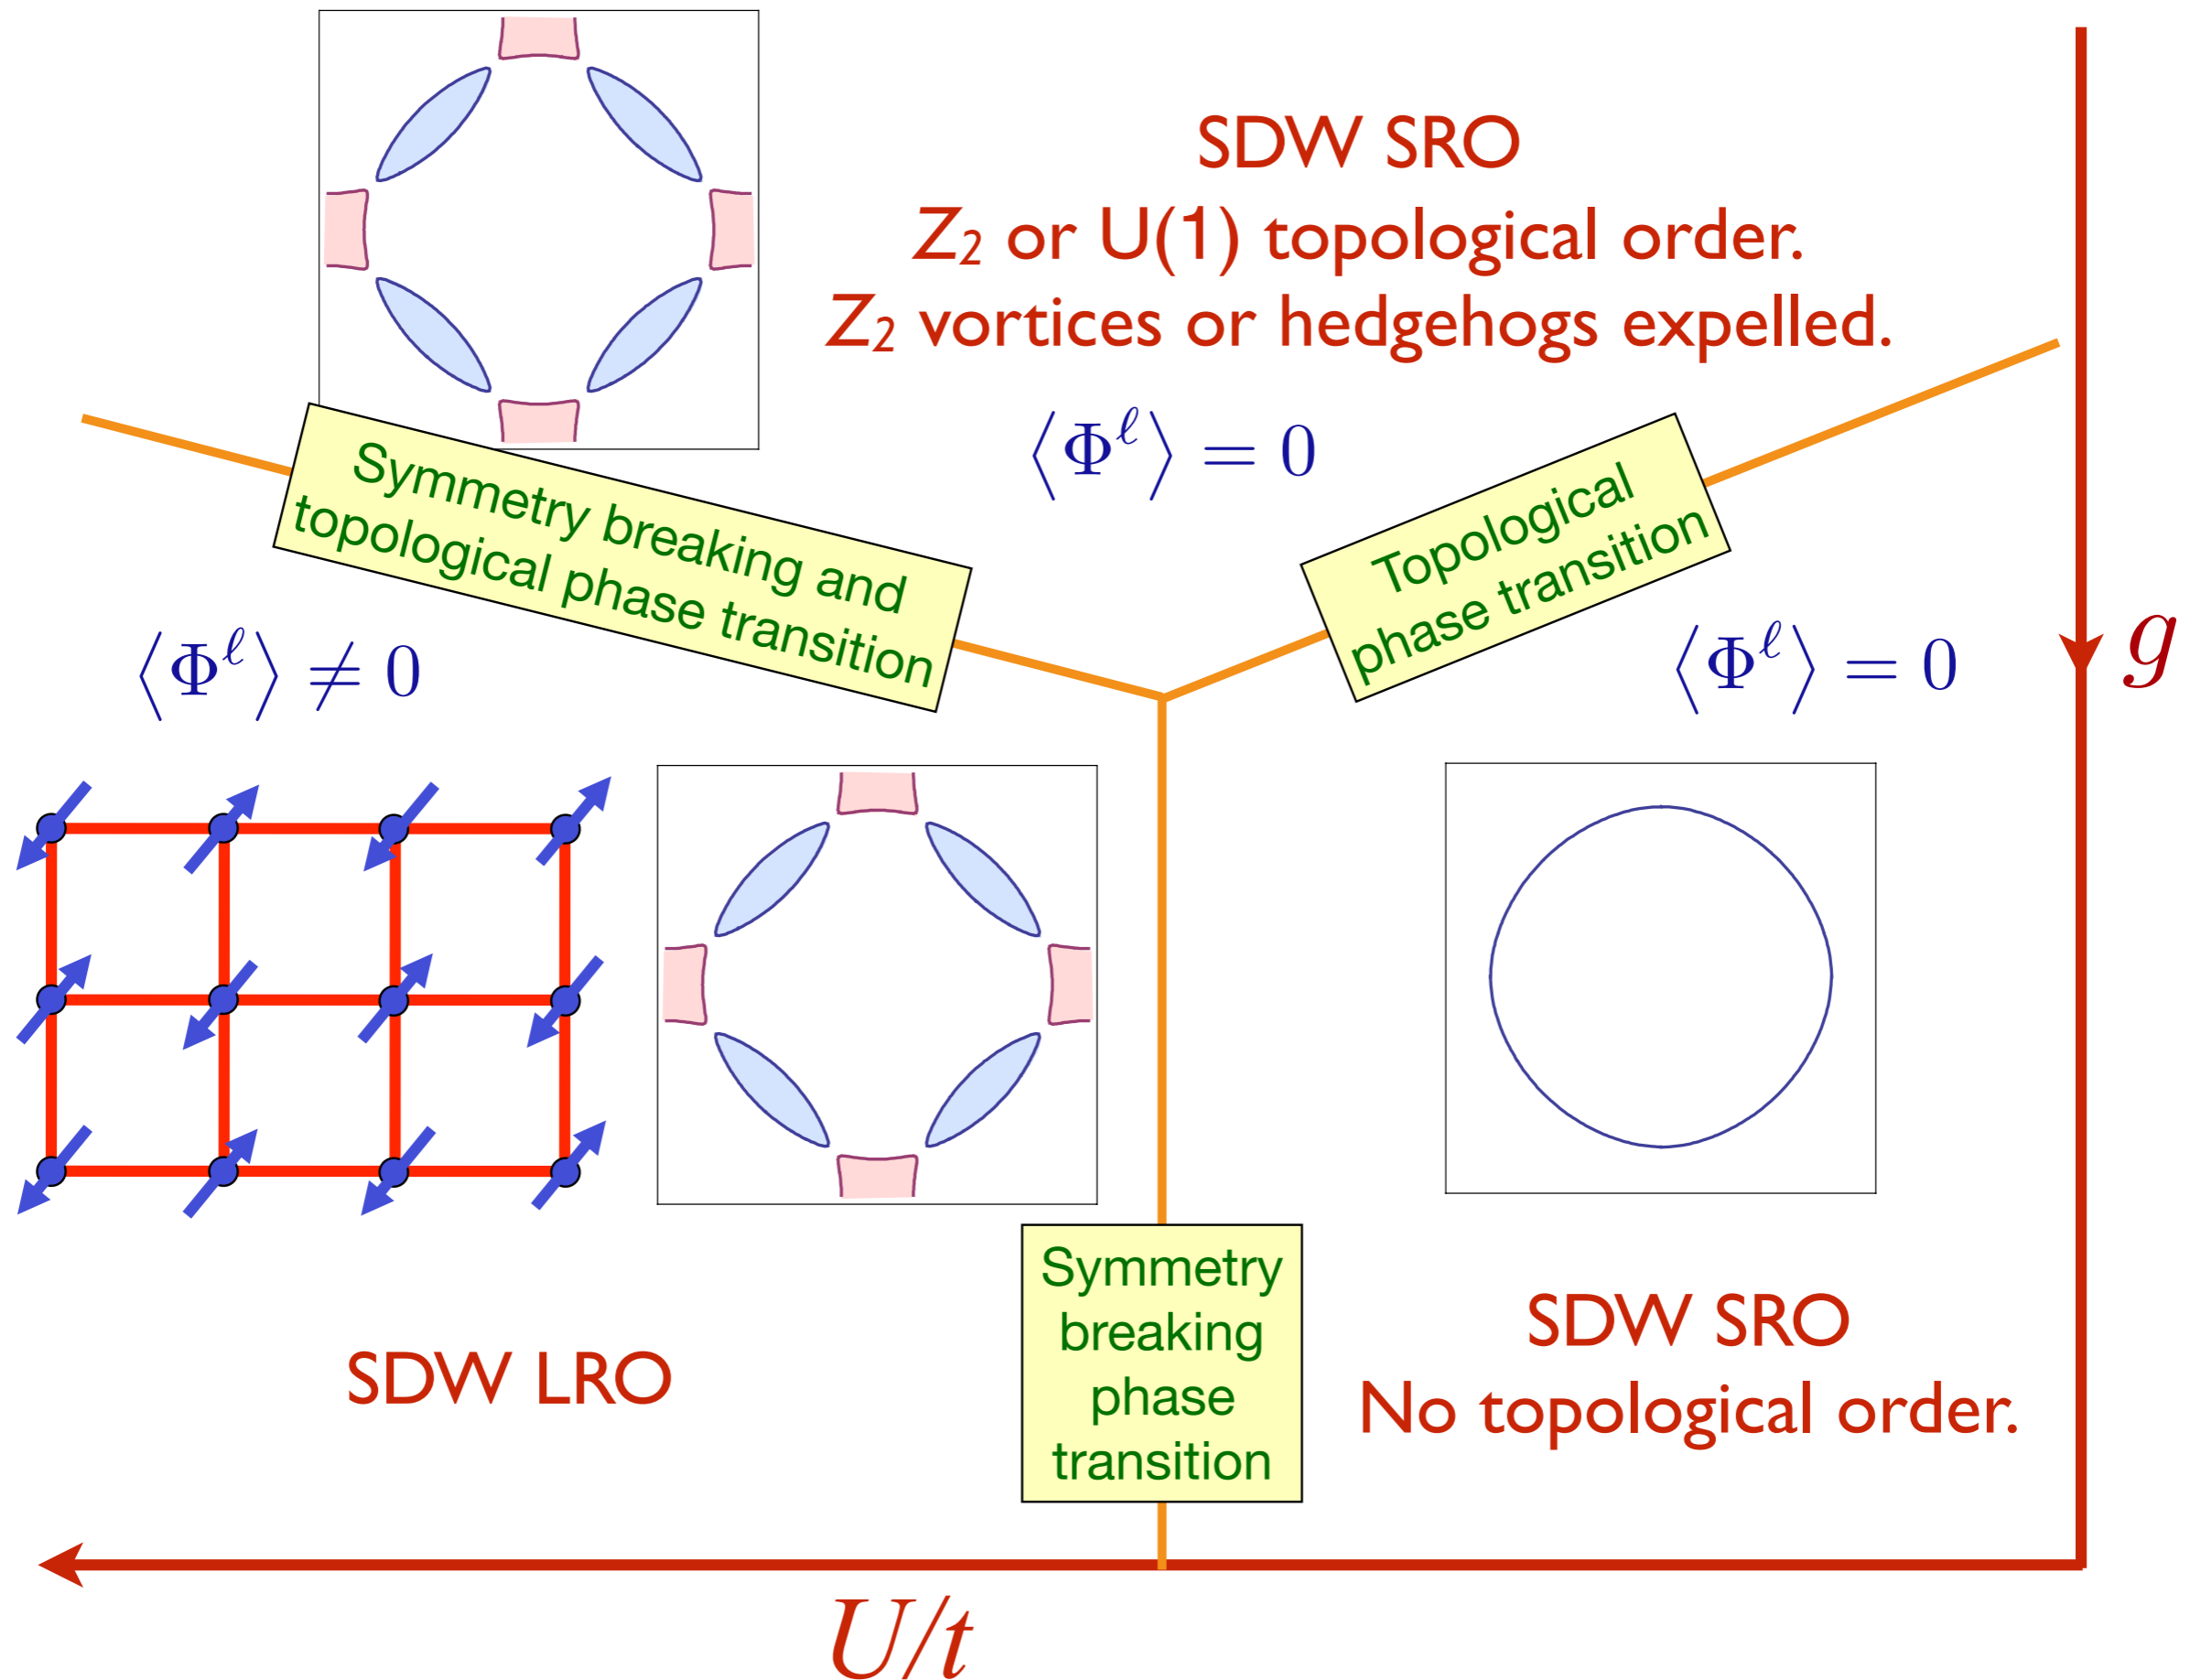 SDW SRO
Z₂ or U(1) topological order.
Z₂ vortices or hedgehogs expelled.
⟨Φ^ℓ⟩ = 0
Symmetry breaking and
topological phase transition
Topological
phase transition
⟨Φ^ℓ⟩ ≠ 0
⟨Φ^ℓ⟩ = 0
g
Symmetry
breaking
phase
transition
SDW LRO
SDW SRO
No topological order.
U/t